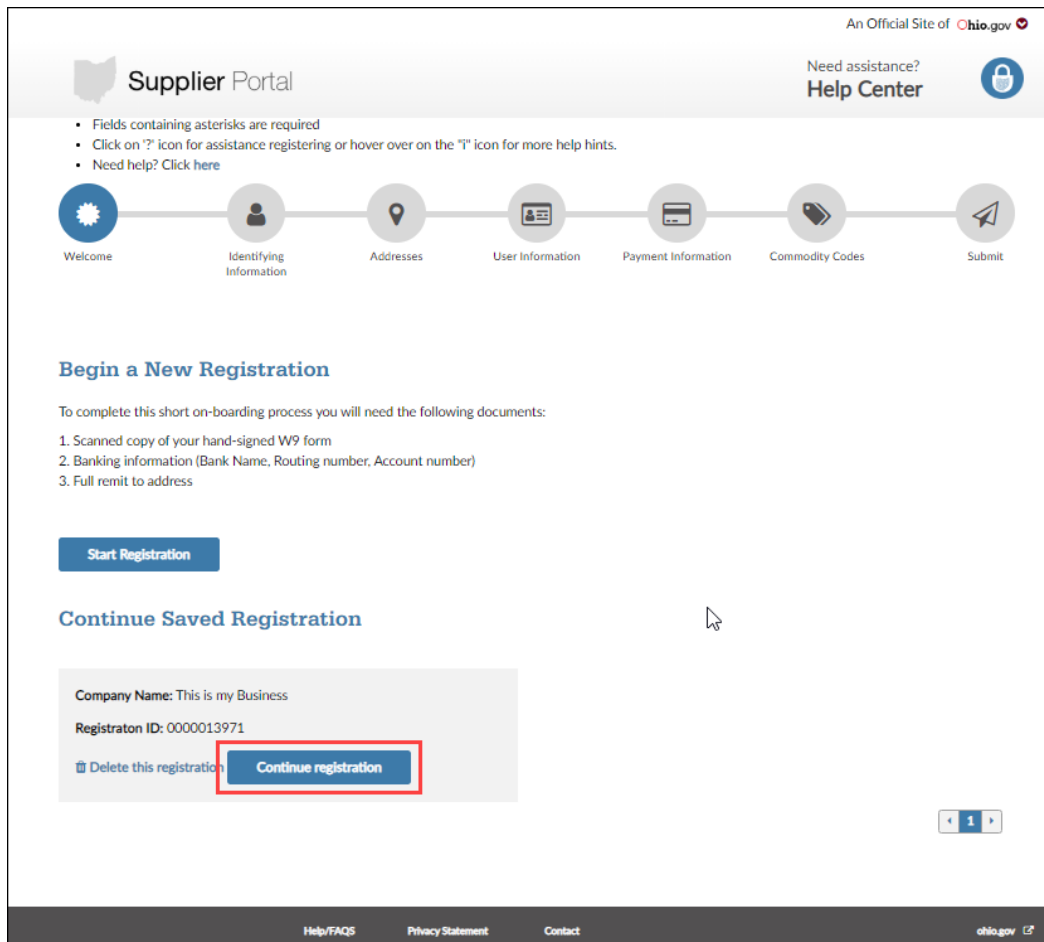 An Official Site of Ohio.gov
Supplier Portal
Need assistance?
Help Center
• Fields containing asterisks are required
• Click on '?' icon for assistance registering or hover over on the "i" icon for more help hints.
• Need help? Click here
Welcome
Identifying
Information
Addresses
User Information
Payment Information
Commodity Codes
Submit
Begin a New Registration
To complete this short on-boarding process you will need the following documents:
1. Scanned copy of your hand-signed W9 form
2. Banking information (Bank Name, Routing number, Account number)
3. Full remit to address
Start Registration
Continue Saved Registration
Company Name: This is my Business
Registraton ID: 0000013971
Delete this registration
Continue registration
1
Help/FAQS Privacy Statement Contact ohio.gov